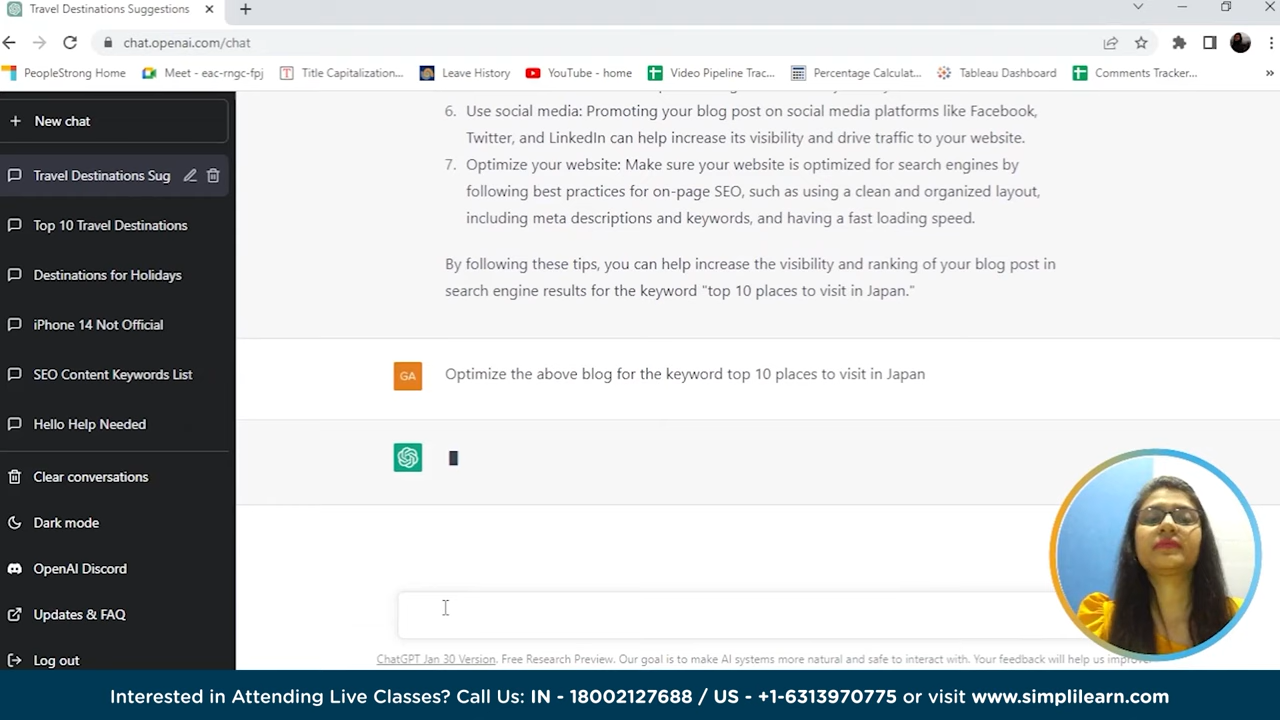 Travel Destinations Suggestions
chat.openai.com/chat
PeopleStrong Home
Meet - eac-rngc-fpj
Title Capitalization...
Leave History
YouTube - home
Video Pipeline Trac...
Percentage Calculat...
Tableau Dashboard
Comments Tracker...
New chat
Travel Destinations Sug
Top 10 Travel Destinations
Destinations for Holidays
iPhone 14 Not Official
SEO Content Keywords List
Hello Help Needed
Clear conversations
Dark mode
OpenAI Discord
Updates & FAQ
Log out
6. Use social media: Promoting your blog post on social media platforms like Facebook,
Twitter, and LinkedIn can help increase its visibility and drive traffic to your website.
7. Optimize your website: Make sure your website is optimized for search engines by
following best practices for on-page SEO, such as using a clean and organized layout,
including meta descriptions and keywords, and having a fast loading speed.
By following these tips, you can help increase the visibility and ranking of your blog post in
search engine results for the keyword "top 10 places to visit in Japan."
GA
Optimize the above blog for the keyword top 10 places to visit in Japan
ChatGPT Jan 30 Version. Free Research Preview. Our goal is to make AI systems more natural and safe to interact with. Your feedback will help us improve.
Interested in Attending Live Classes? Call Us: IN - 18002127688 / US - +1-6313970775 or visit www.simplilearn.com